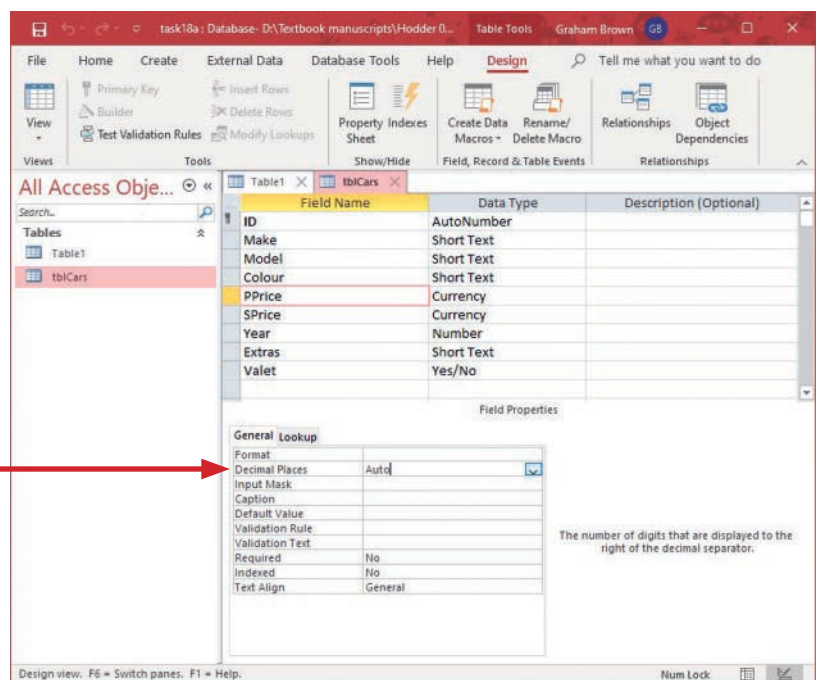 task18a : Database- D:\Textbook manuscripts\Hodder 0... Table Tools Graham Brown GB
File Home Create External Data Database Tools Help Design Tell me what you want to do
View
Primary Key
Builder
Test Validation Rules
Insert Rows
Delete Rows
Modify Lookups
Property Sheet
Indexes
Create Data Macros
Rename/ Delete Macro
Relationships
Object Dependencies
Views Tools Show/Hide Field, Record & Table Events Relationships
All Access Obje...
Search...
Tables
Table1
tblCars
Table1 tblCars
Field Name Data Type Description (Optional)
ID AutoNumber
Make Short Text
Model Short Text
Colour Short Text
PPrice Currency
SPrice Currency
Year Number
Extras Short Text
Valet Yes/No
Field Properties
General Lookup
Format
Decimal Places Auto
Input Mask
Caption
Default Value
Validation Rule
Validation Text
Required No
Indexed No
Text Align General
The number of digits that are displayed to the
right of the decimal separator.
Design view. F6 = Switch panes. F1 = Help. Num Lock